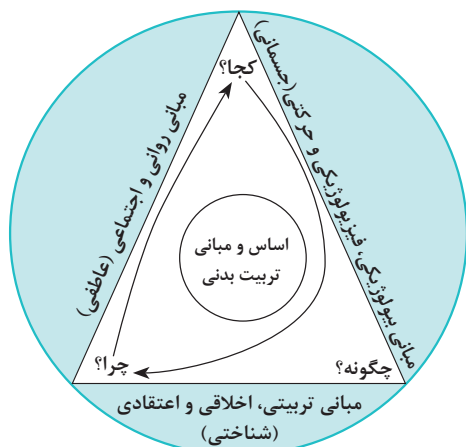 کجا؟
مبانی روانی و اجتماعی (عاطفی)
مبانی بیولوژیکی، فیزیولوژیکی و حرکتی (جسمانی)
اساس و مبانی
تربیت بدنی
چرا؟
چگونه؟
مبانی تربیتی، اخلاقی و اعتقادی
(شناختی)